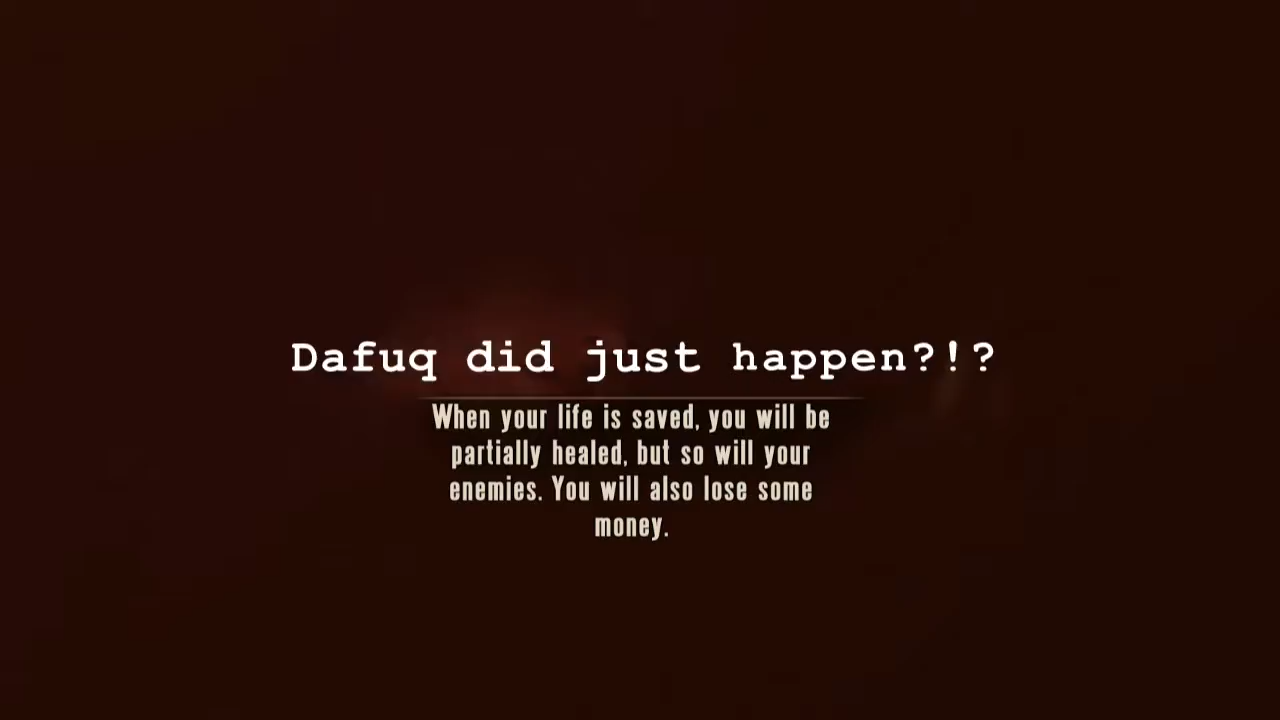 Dafuq did just happen?!?
When your life is saved, you will be
partially healed, but so will your
enemies. You will also lose some
money.